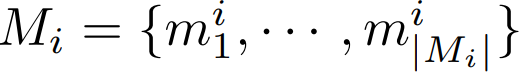 M_i = \{m_1^i, \cdots, m_{|M_i|}^i\}